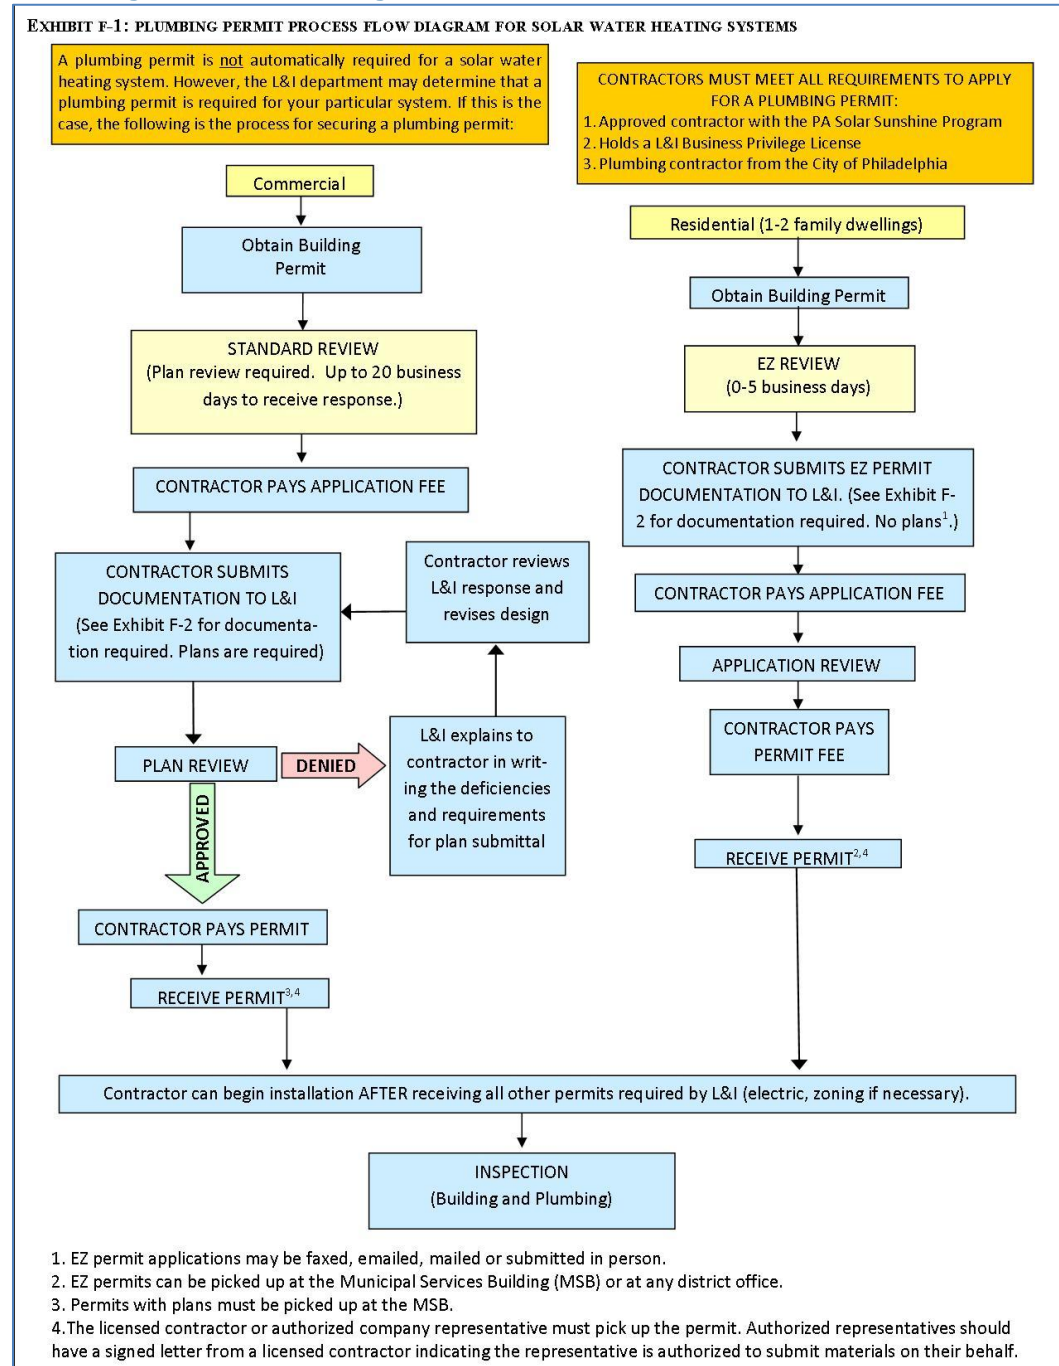 EXHIBIT F-1: PLUMBING PERMIT PROCESS FLOW DIAGRAM FOR SOLAR WATER HEATING SYSTEMS
A plumbing permit is not automatically required for a solar water
heating system. However, the L&I department may determine that a
plumbing permit is required for your particular system. If this is the
case, the following is the process for securing a plumbing permit:
CONTRACTORS MUST MEET ALL REQUIREMENTS TO APPLY
FOR A PLUMBING PERMIT:
1. Approved contractor with the PA Solar Sunshine Program
2. Holds a L&I Business Privilege License
3. Plumbing contractor from the City of Philadelphia
Commercial
Obtain Building
Permit
STANDARD REVIEW
(Plan review required. Up to 20 business
days to receive response.)
CONTRACTOR PAYS APPLICATION FEE
CONTRACTOR SUBMITS
DOCUMENTATION TO L&I
(See Exhibit F-2 for documenta-
tion required. Plans are required)
Contractor reviews
L&I response and
revises design
PLAN REVIEW
DENIED
L&I explains to
contractor in writ-
ing the deficiencies
and requirements
for plan submittal
APPROVED
CONTRACTOR PAYS PERMIT
RECEIVE PERMIT3,4
Residential (1-2 family dwellings)
Obtain Building Permit
EZ REVIEW
(0-5 business days)
CONTRACTOR SUBMITS EZ PERMIT
DOCUMENTATION TO L&I. (See Exhibit F-
2 for documentation required. No plans1.)
CONTRACTOR PAYS APPLICATION FEE
APPLICATION REVIEW
CONTRACTOR PAYS
PERMIT FEE
RECEIVE PERMIT2,4
Contractor can begin installation AFTER receiving all other permits required by L&I (electric, zoning if necessary).
INSPECTION
(Building and Plumbing)
1. EZ permit applications may be faxed, emailed, mailed or submitted in person.
2. EZ permits can be picked up at the Municipal Services Building (MSB) or at any district office.
3. Permits with plans must be picked up at the MSB.
4.The licensed contractor or authorized company representative must pick up the permit. Authorized representatives should
have a signed letter from a licensed contractor indicating the representative is authorized to submit materials on their behalf.